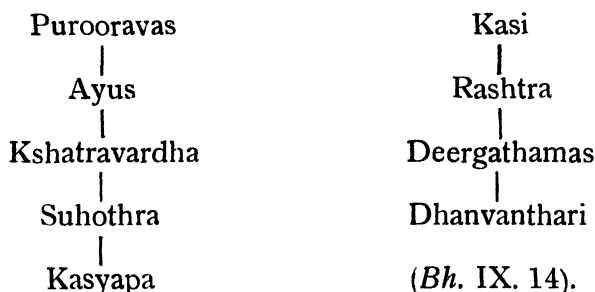 Purooravas
Ayus
Kshatravardha
Suhothra
Kasyapa
Kasi
Rashtra
Deergathamas
Dhanvanthari
(Bh. IX. 14).